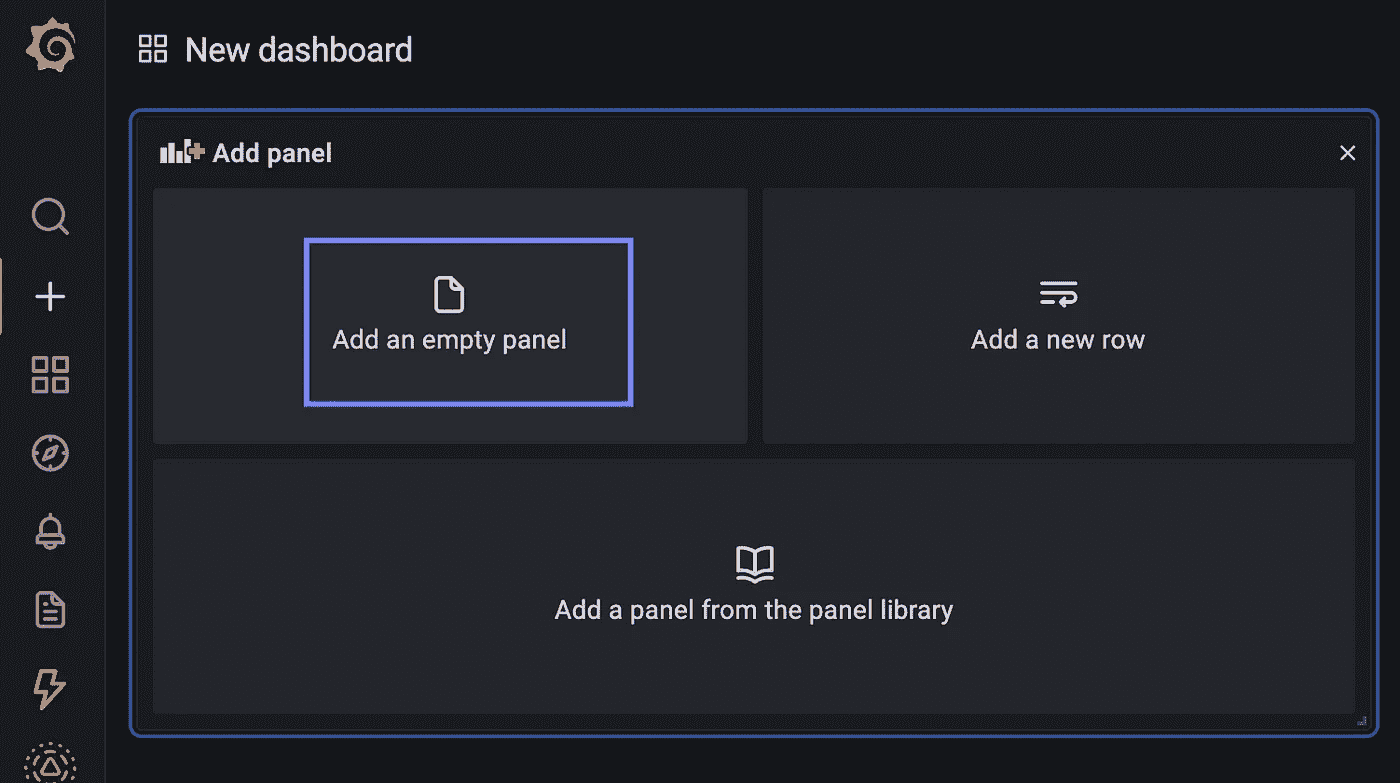 New dashboard
Add panel
Add an empty panel
Add a new row
Add a panel from the panel library